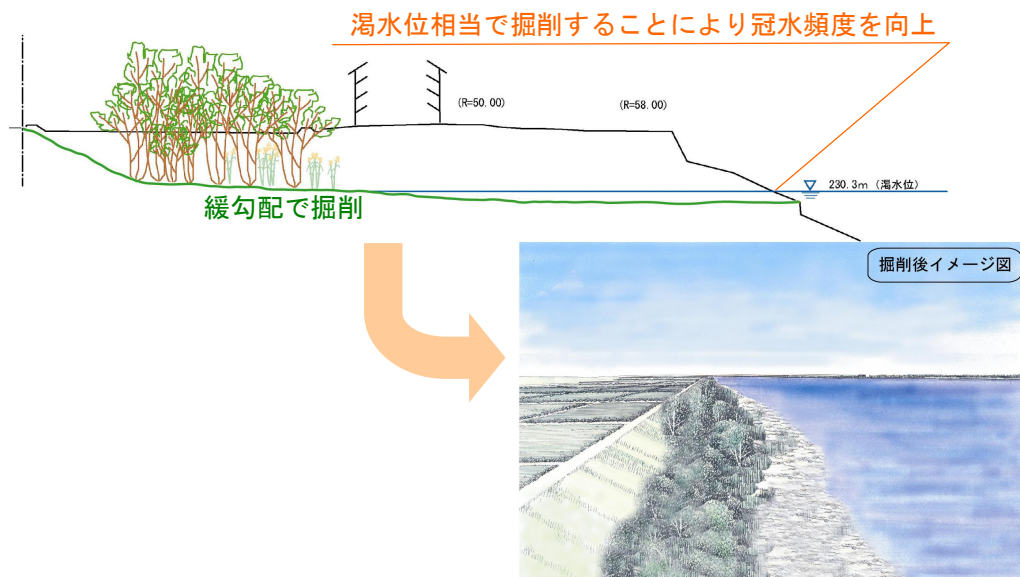 渇水位相当で掘削することにより冠水頻度を向上
(R=50.00)
(R=58.00)
230.3m (渇水位)
緩勾配で掘削
掘削後イメージ図